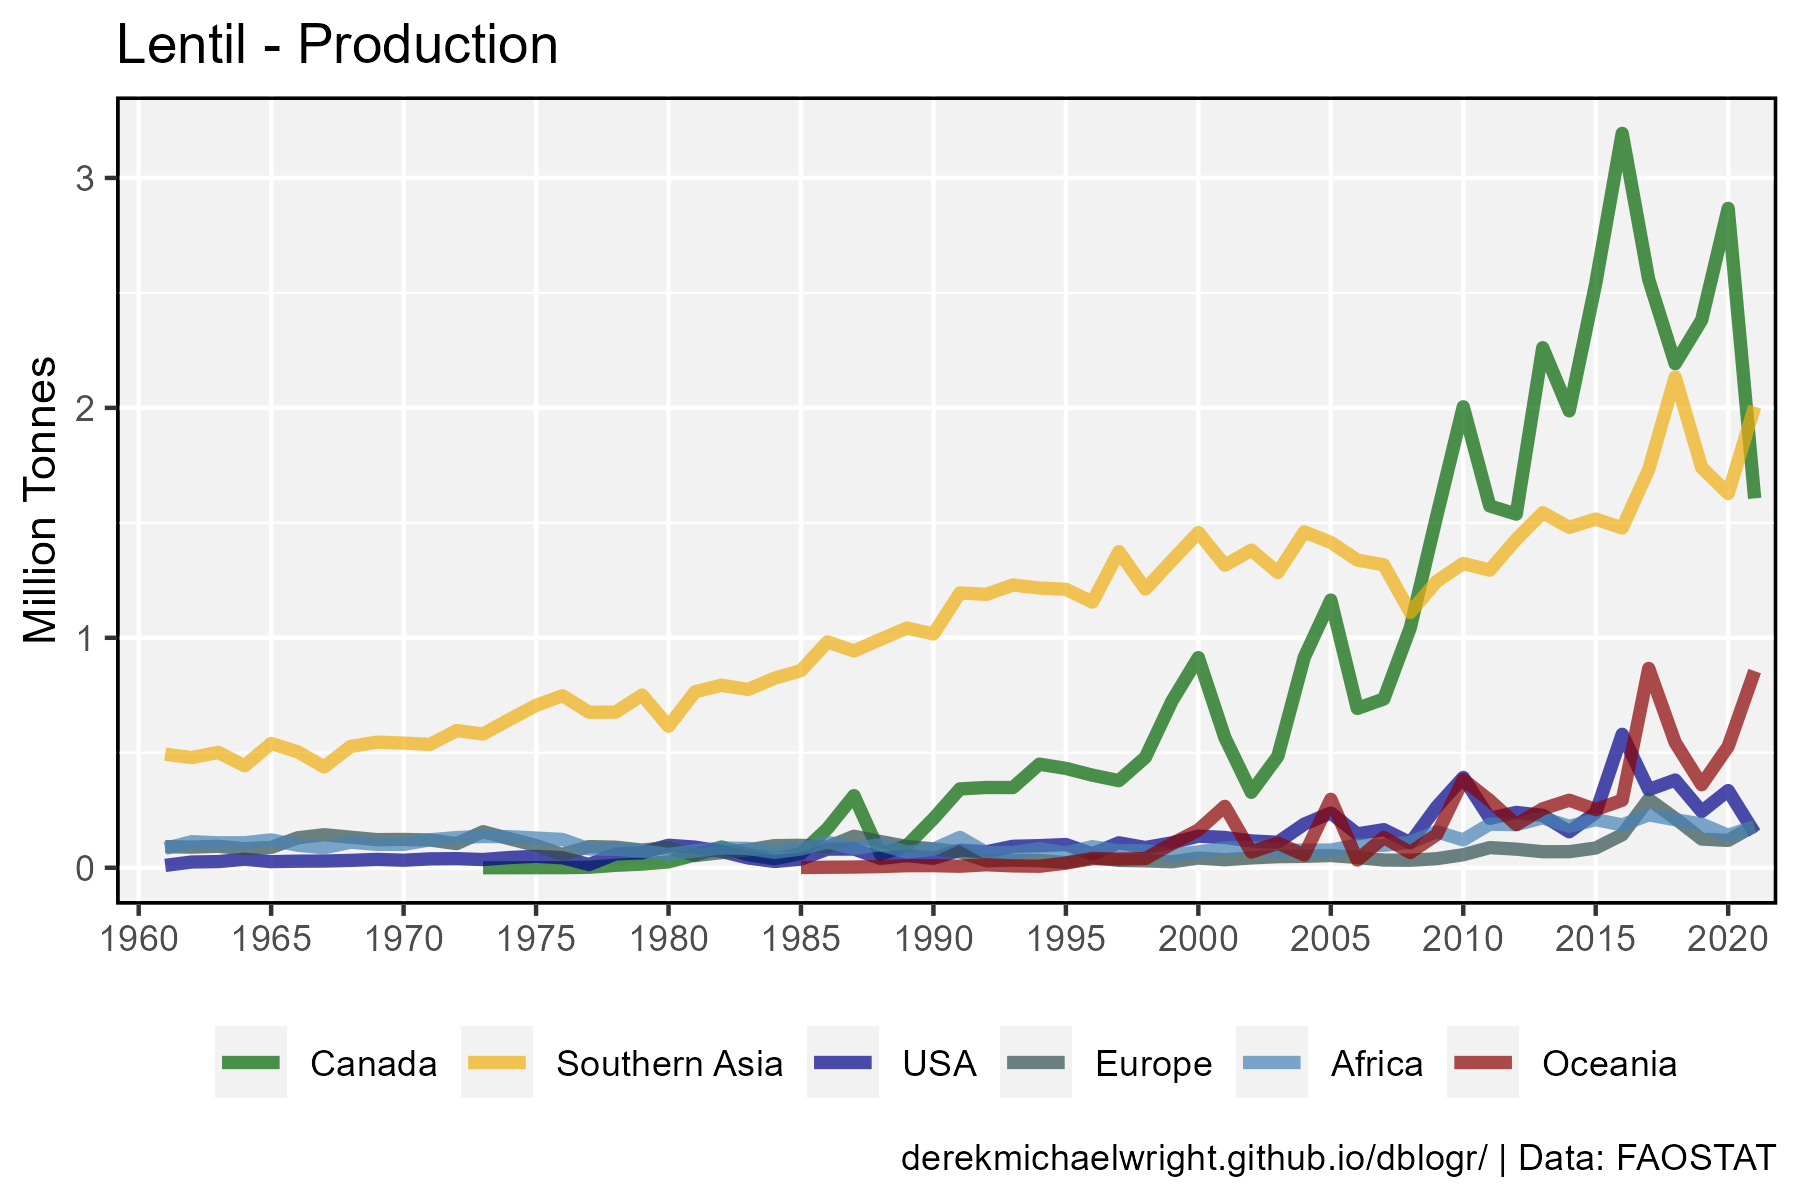 Lentil - Production
Million Tonnes
3
2
1
0
1960 1965 1970 1975 1980 1985 1990 1995 2000 2005 2010 2015 2020
Canada Southern Asia USA Europe Africa Oceania
derekmichaelwright.github.io/dblogr/ | Data: FAOSTAT